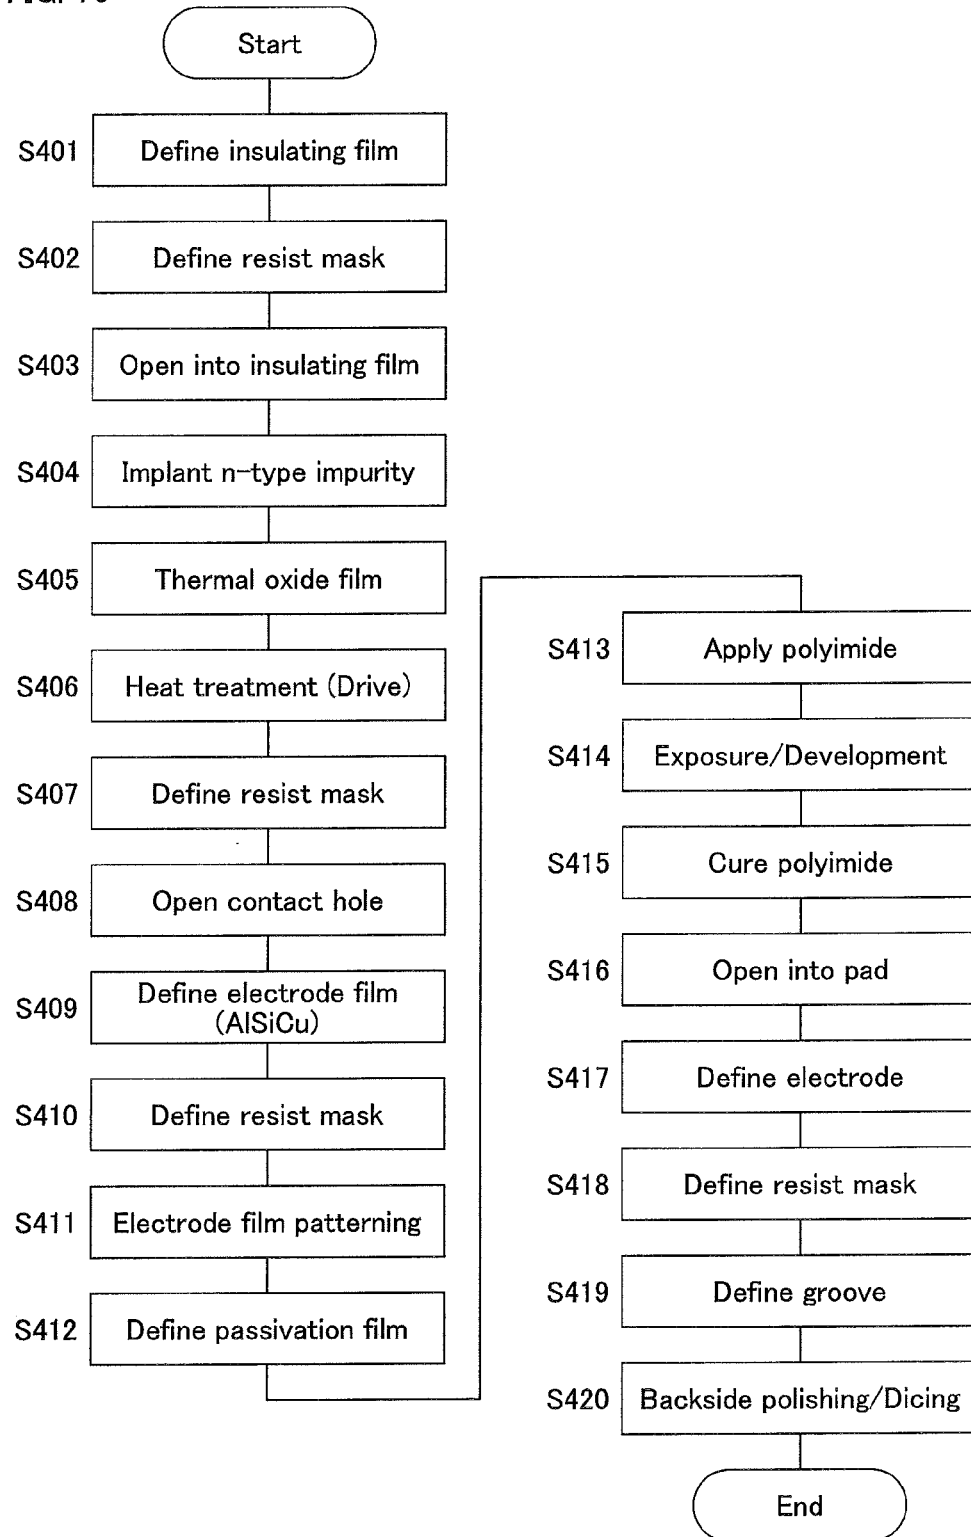 Start
S401 Define insulating film
S402 Define resist mask
S403 Open into insulating film
S404 Implant n-type impurity
S405 Thermal oxide film
S406 Heat treatment (Drive)
S407 Define resist mask
S408 Open contact hole
S409 Define electrode film
(AlSiCu)
S410 Define resist mask
S411 Electrode film patterning
S412 Define passivation film
S413 Apply polyimide
S414 Exposure/Development
S415 Cure polyimide
S416 Open into pad
S417 Define electrode
S418 Define resist mask
S419 Define groove
S420 Backside polishing/Dicing
End